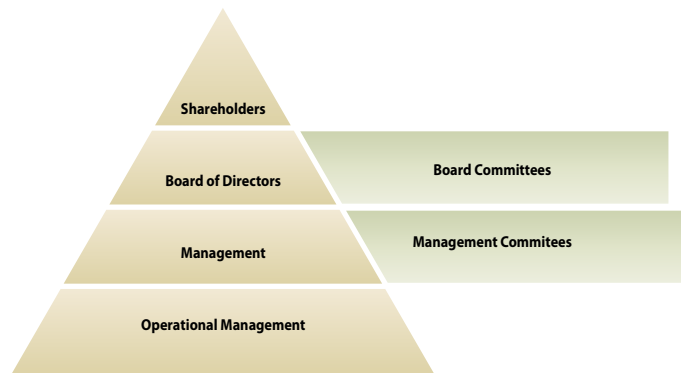 Shareholders
Board of Directors
Board Committees
Management
Management Commitees
Operational Management